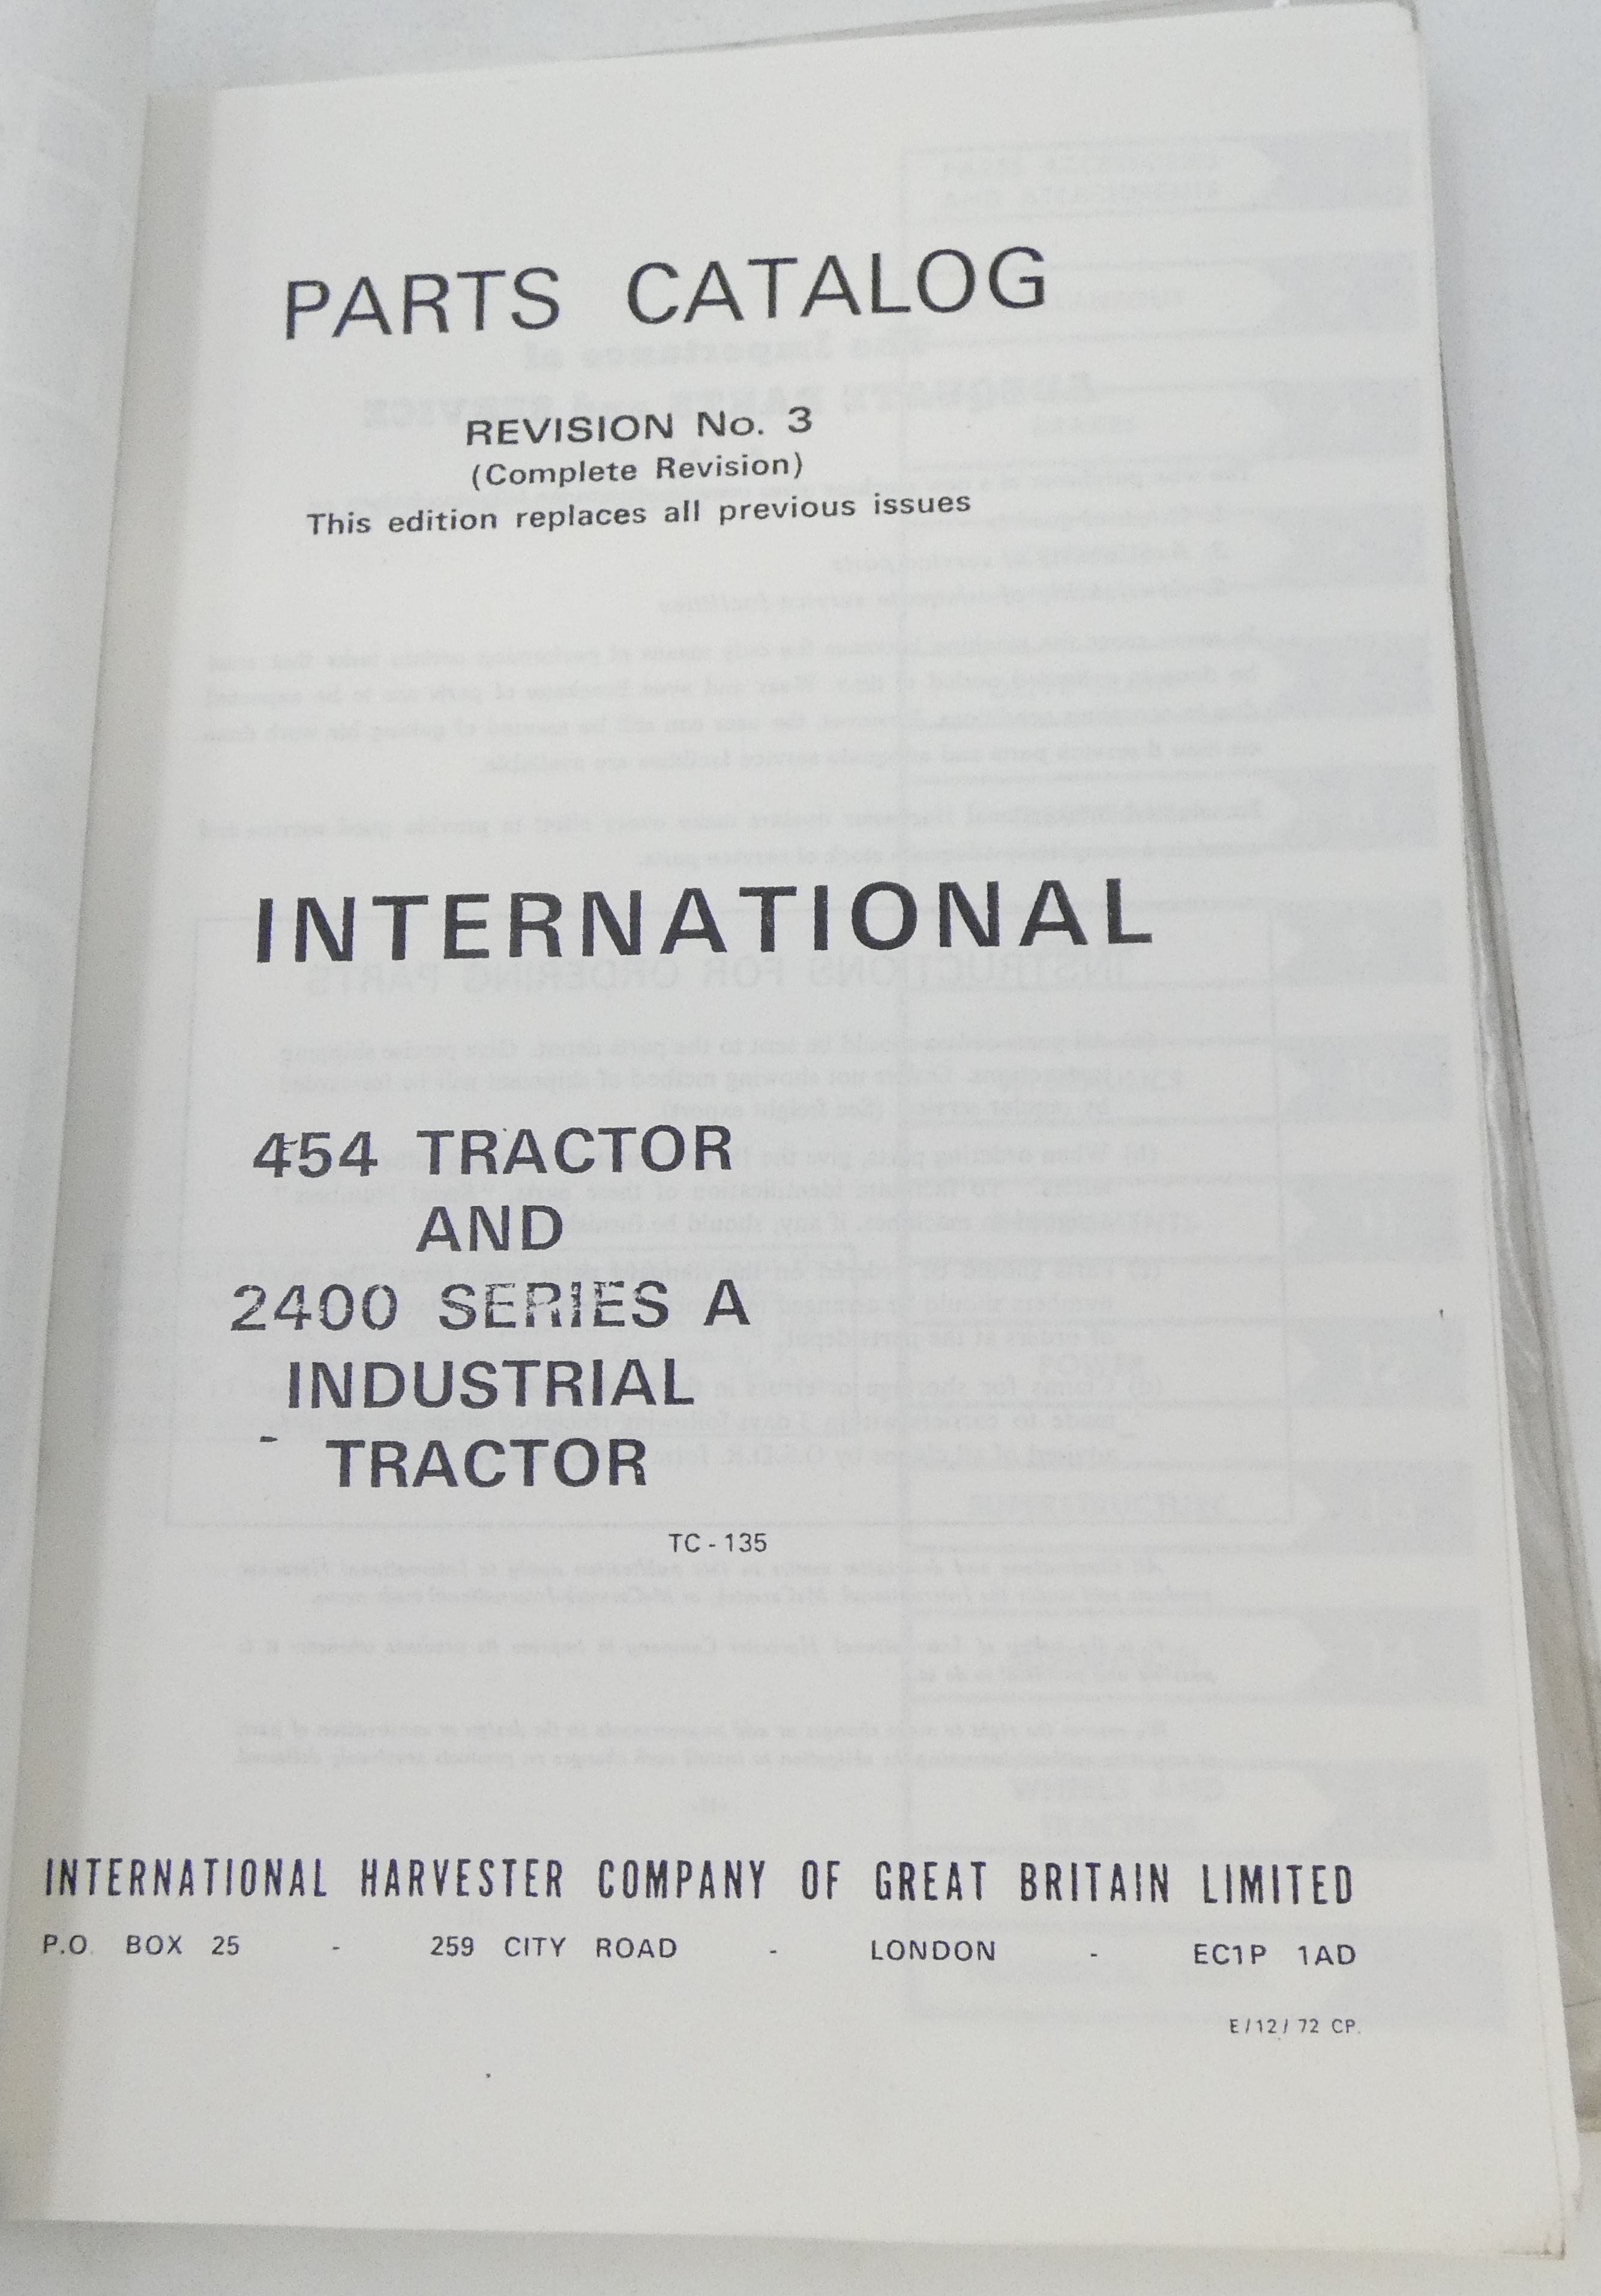 PARTS CATALOG
REVISION No. 3
(Complete Revision)
This edition replaces all previous issues
INTERNATIONAL
454 TRACTOR
AND
2400 SERIES A
INDUSTRIAL
TRACTOR
TC - 135
INTERNATIONAL HARVESTER COMPANY OF GREAT BRITAIN LIMITED
P.O. BOX 25 - 259 CITY ROAD - LONDON - EC1P 1AD
E/12/72 CP.